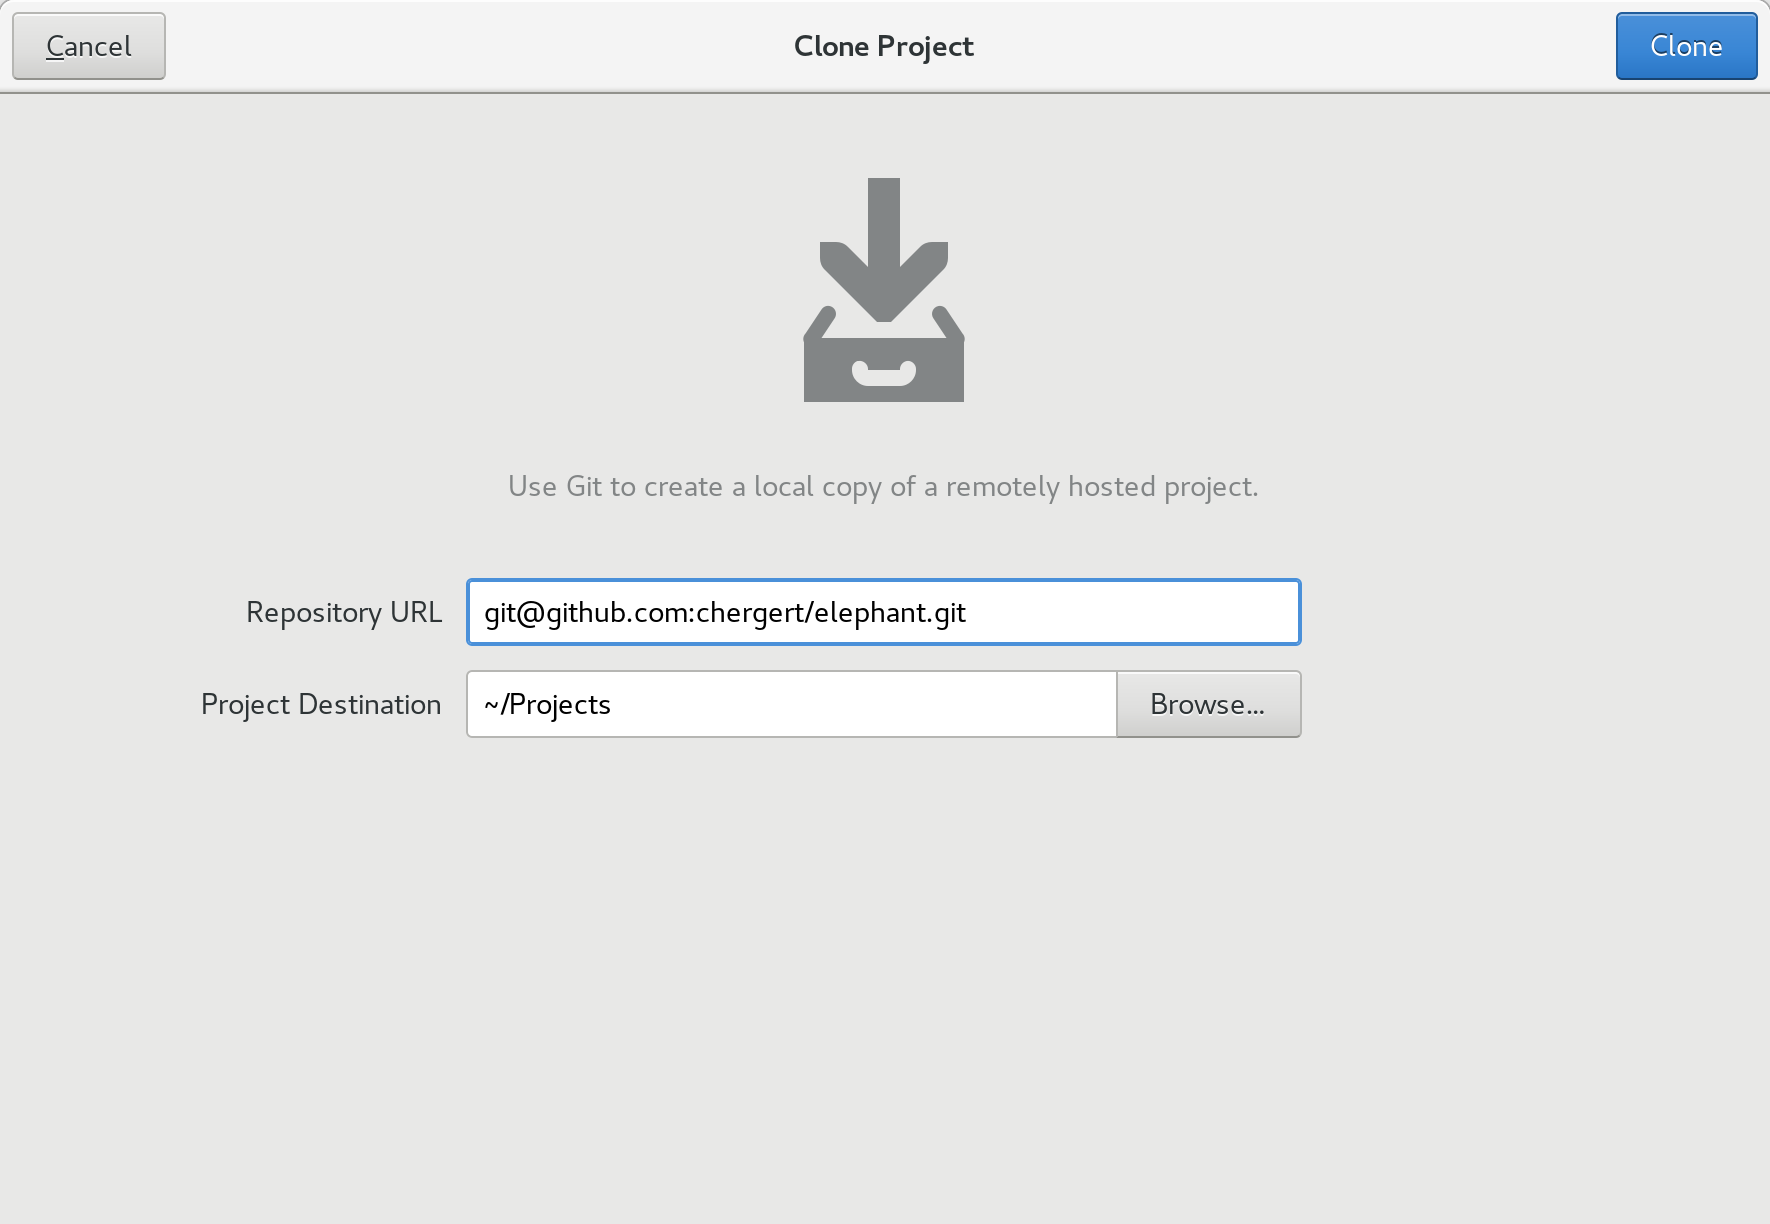 Cancel
Clone Project
Clone
Use Git to create a local copy of a remotely hosted project.
Repository URL
git@github.com:chergert/elephant.git
Project Destination
~/Projects
Browse...